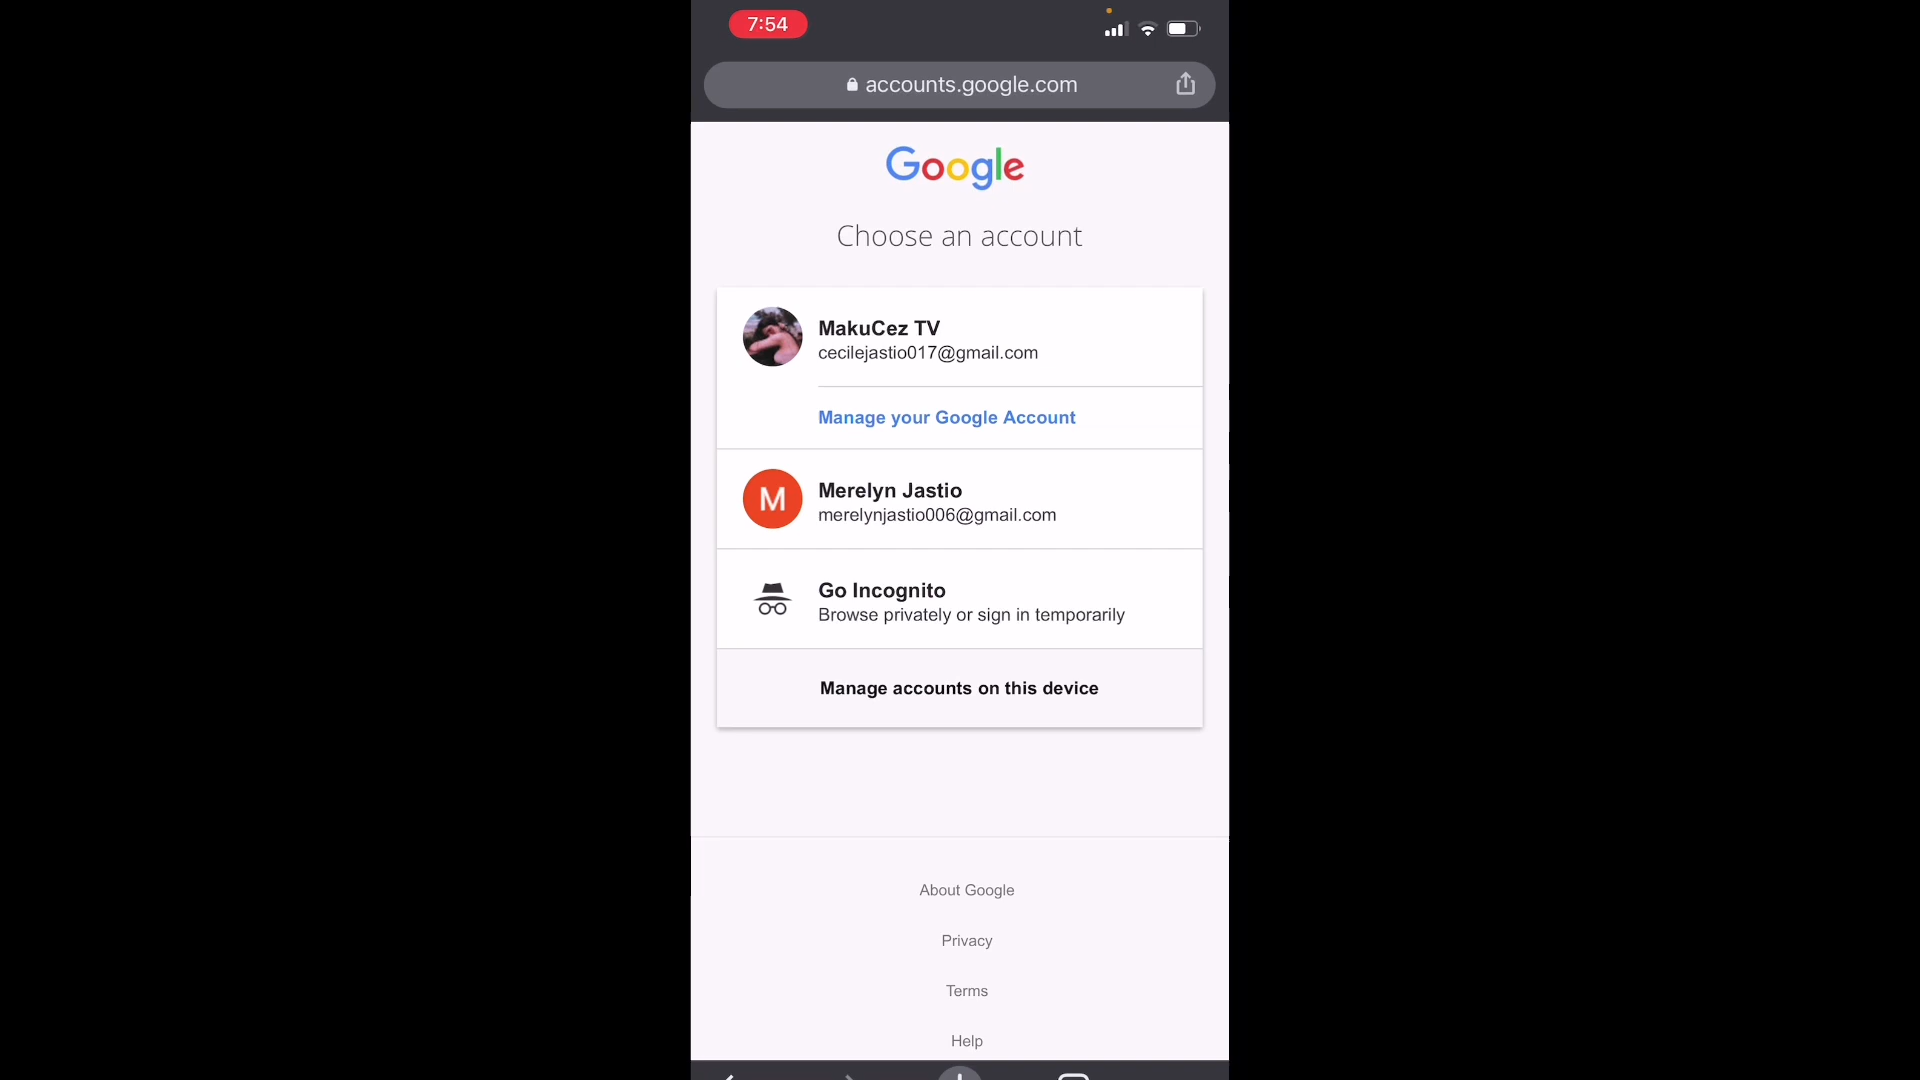 7:54
accounts.google.com
Google
Choose an account
MakuCez TV
cecilejastio017@gmail.com
Manage your Google Account
M
Merelyn Jastio
merelynjastio006@gmail.com
Go Incognito
Browse privately or sign in temporarily
Manage accounts on this device
About Google
Privacy
Terms
Help